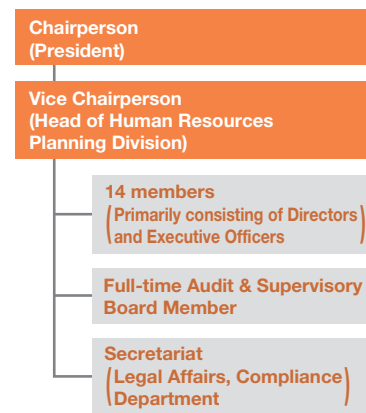 Chairperson
(President)
Vice Chairperson
(Head of Human Resources
Planning Division)
14 members
(Primarily consisting of Directors
and Executive Officers)
Full-time Audit & Supervisory
Board Member
Secretariat
(Legal Affairs, Compliance
Department)